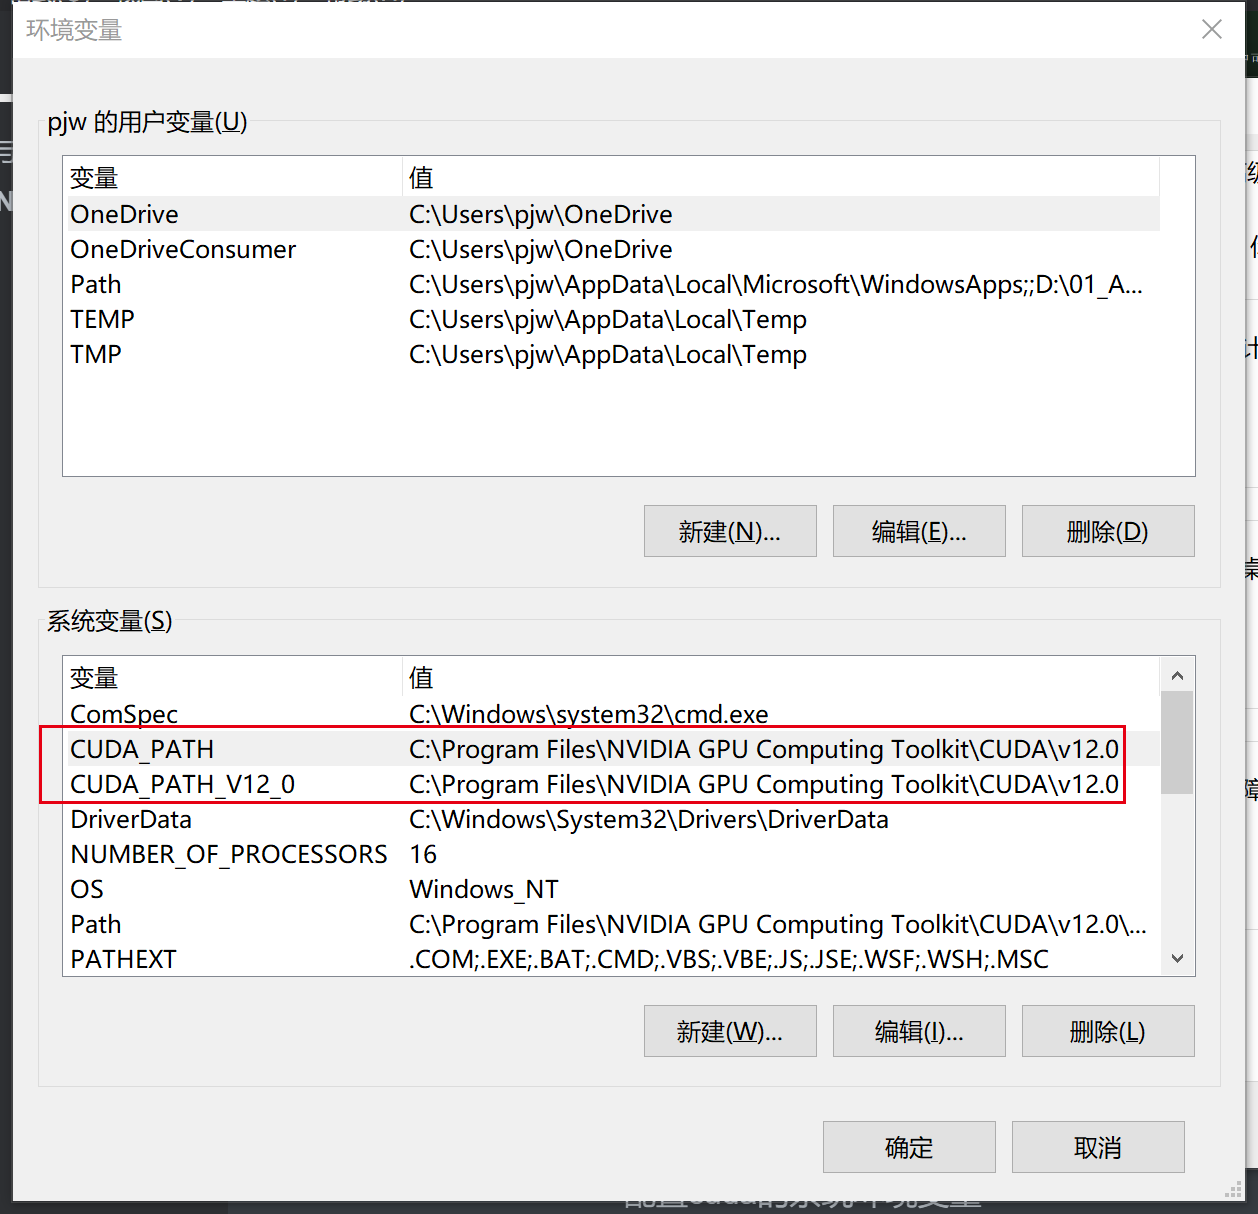 环境变量
pjw 的用户变量(U)
变量 值
OneDrive C:\Users\pjw\OneDrive
OneDriveConsumer C:\Users\pjw\OneDrive
Path C:\Users\pjw\AppData\Local\Microsoft\WindowsApps;;D:\01_A...
TEMP C:\Users\pjw\AppData\Local\Temp
TMP C:\Users\pjw\AppData\Local\Temp
新建(N)... 编辑(E)... 删除(D)
系统变量(S)
变量 值
ComSpec C:\Windows\system32\cmd.exe
CUDA_PATH C:\Program Files\NVIDIA GPU Computing Toolkit\CUDA\v12.0
CUDA_PATH_V12_0 C:\Program Files\NVIDIA GPU Computing Toolkit\CUDA\v12.0
DriverData C:\Windows\System32\Drivers\DriverData
NUMBER_OF_PROCESSORS 16
OS Windows_NT
Path C:\Program Files\NVIDIA GPU Computing Toolkit\CUDA\v12.0\...
PATHEXT .COM;.EXE;.BAT;.CMD;.VBS;.VBE;.JS;.JSE;.WSF;.WSH;.MSC
新建(W)... 编辑(I)... 删除(L)
确定 取消